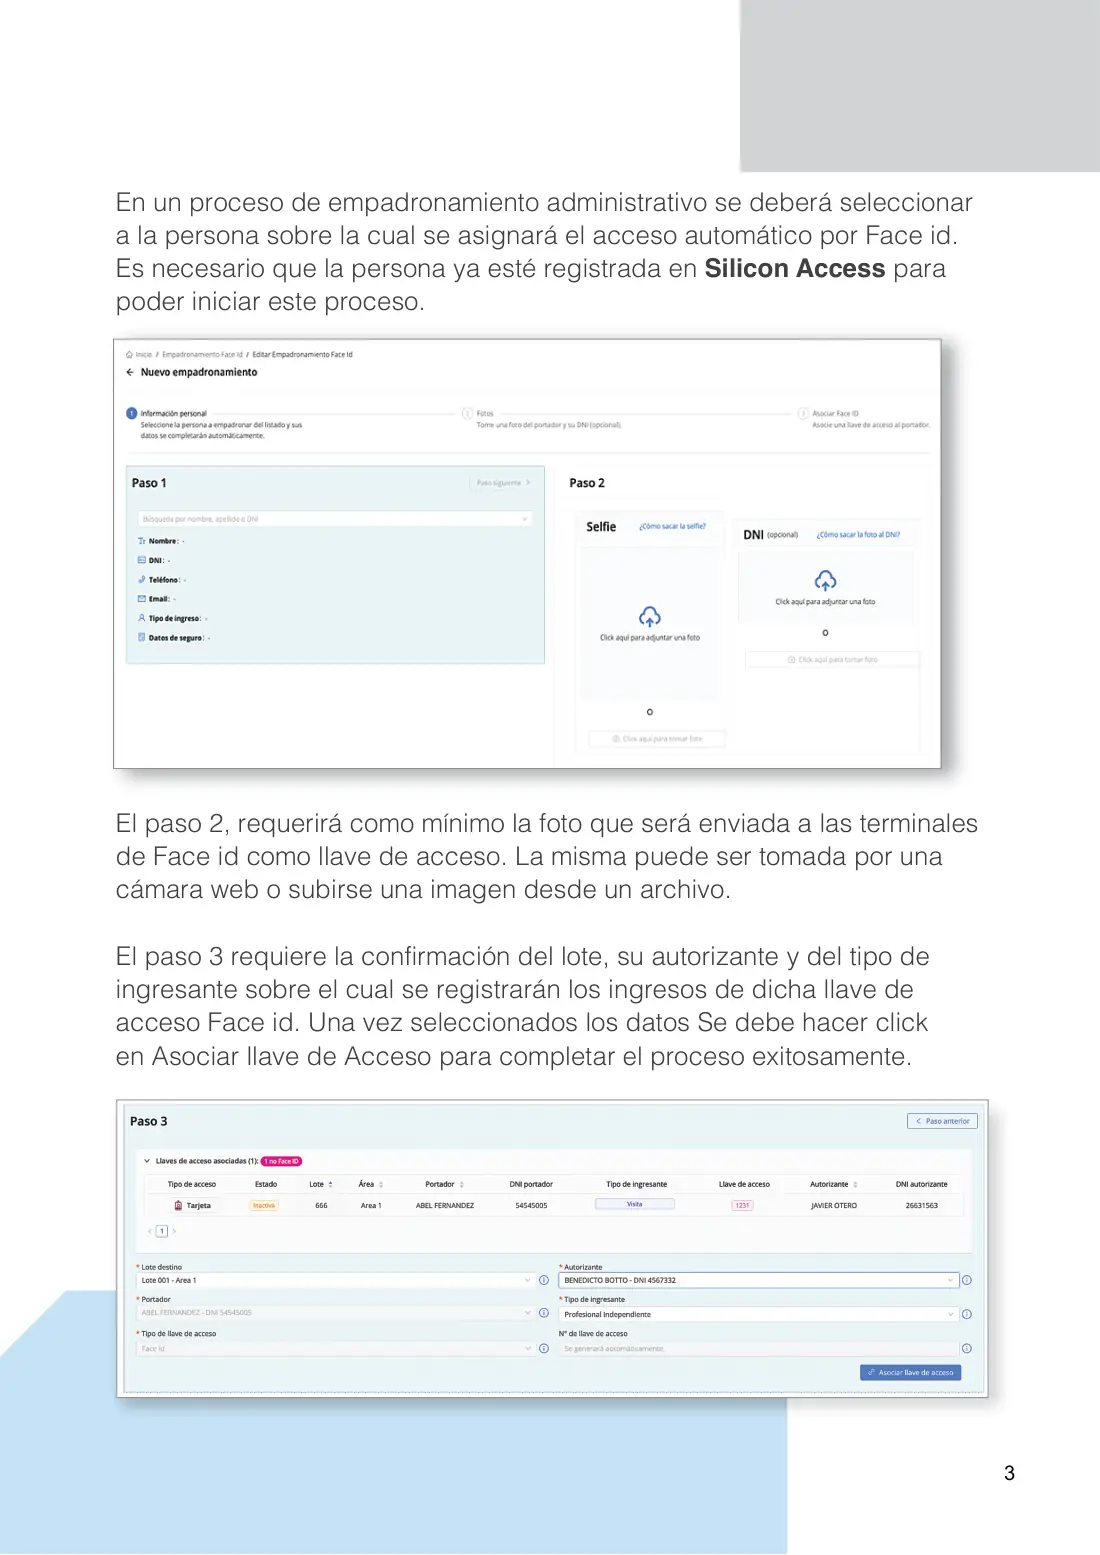 En un proceso de empadronamiento administrativo se deberá seleccionar
a la persona sobre la cual se asignará el acceso automático por Face id.
Es necesario que la persona ya esté registrada en Silicon Access para
poder iniciar este proceso.
Inicio / Empadronamiento Face Id / Editar Empadronamiento Face Id
← Nuevo empadronamiento
1 Información personal
Seleccione la persona a empadronar del listado y sus
datos se completarán automáticamente.
Fotos
Tome una foto del portador y su DNI (opcional).
Asociar Face ID
Asocie una llave de acceso al portador.
Paso 1
Paso siguiente >
Búsqueda por nombre, apellido o DNI
Nombre: -
DNI: -
Teléfono: -
Email: -
Tipo de ingreso: -
Datos de seguro: -
Paso 2
Selfie ¿Cómo sacar la selfie?
Click aquí para adjuntar una foto
O
Click aquí para tomar foto
DNI (opcional) ¿Cómo sacar la foto al DNI?
Click aquí para adjuntar una foto
O
Click aquí para tomar foto
El paso 2, requerirá como mínimo la foto que será enviada a las terminales
de Face id como llave de acceso. La misma puede ser tomada por una
cámara web o subirse una imagen desde un archivo.
El paso 3 requiere la confirmación del lote, su autorizante y del tipo de
ingresante sobre el cual se registrarán los ingresos de dicha llave de
acceso Face id. Una vez seleccionados los datos Se debe hacer click
en Asociar llave de Acceso para completar el proceso exitosamente.
Paso 3
< Paso anterior
Llaves de acceso asociadas (1): 1 no Face ID
Tipo de acceso Estado Lote Área Portador DNI portador Tipo de ingresante Llave de acceso Autorizante DNI autorizante
Tarjeta Inactiva 666 Area 1 ABEL FERNANDEZ 54545005 Visita 1231 JAVIER OTERO 26631563
< 1 >
* Lote destino
Lote 001 - Area 1
* Autorizante
BENEDICTO BOTTO - DNI 4567332
* Portador
ABEL FERNANDEZ - DNI 54545005
* Tipo de ingresante
Profesional Independiente
* Tipo de llave de acceso
Face id
N° de llave de acceso
Se generará automáticamente.
Asociar llave de acceso
3